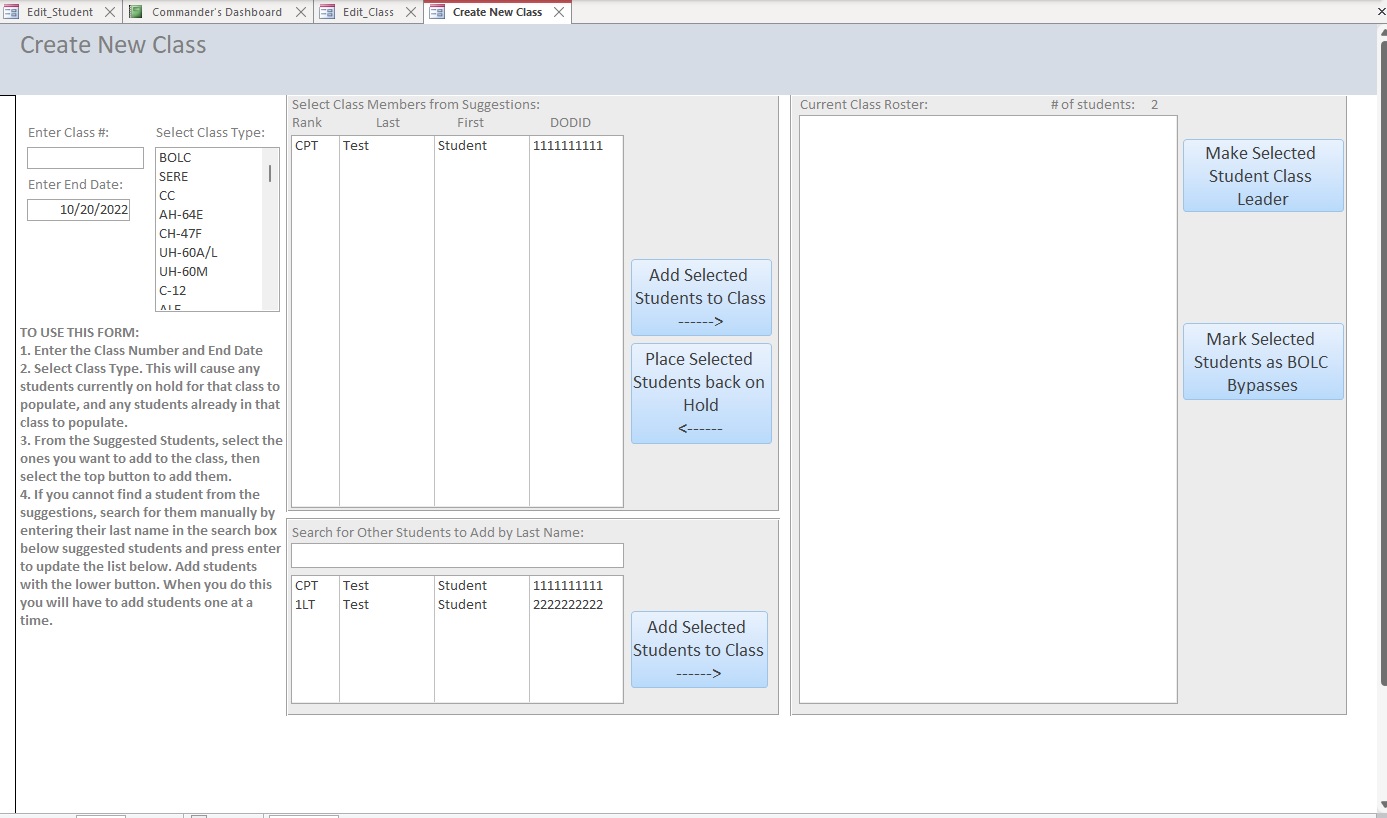 Edit_Student
Commander's Dashboard
Edit_Class
Create New Class
Create New Class
Enter Class #:
Select Class Type:
Enter End Date:
10/20/2022
BOLC
SERE
CC
AH-64E
CH-47F
UH-60A/L
UH-60M
C-12
TO USE THIS FORM:
1. Enter the Class Number and End Date
2. Select Class Type. This will cause any
students currently on hold for that class to
populate, and any students already in that
class to populate.
3. From the Suggested Students, select the
ones you want to add to the class, then
select the top button to add them.
4. If you cannot find a student from the
suggestions, search for them manually by
entering their last name in the search box
below suggested students and press enter
to update the list below. Add students
with the lower button. When you do this
you will have to add students one at a
time.
Select Class Members from Suggestions:
Rank Last First DODID
CPT Test Student 1111111111
Add Selected
Students to Class
------>
Place Selected
Students back on
Hold
<------
Search for Other Students to Add by Last Name:
CPT Test Student 1111111111
1LT Test Student 2222222222
Add Selected
Students to Class
------>
Current Class Roster: # of students: 2
Make Selected
Student Class
Leader
Mark Selected
Students as BOLC
Bypasses